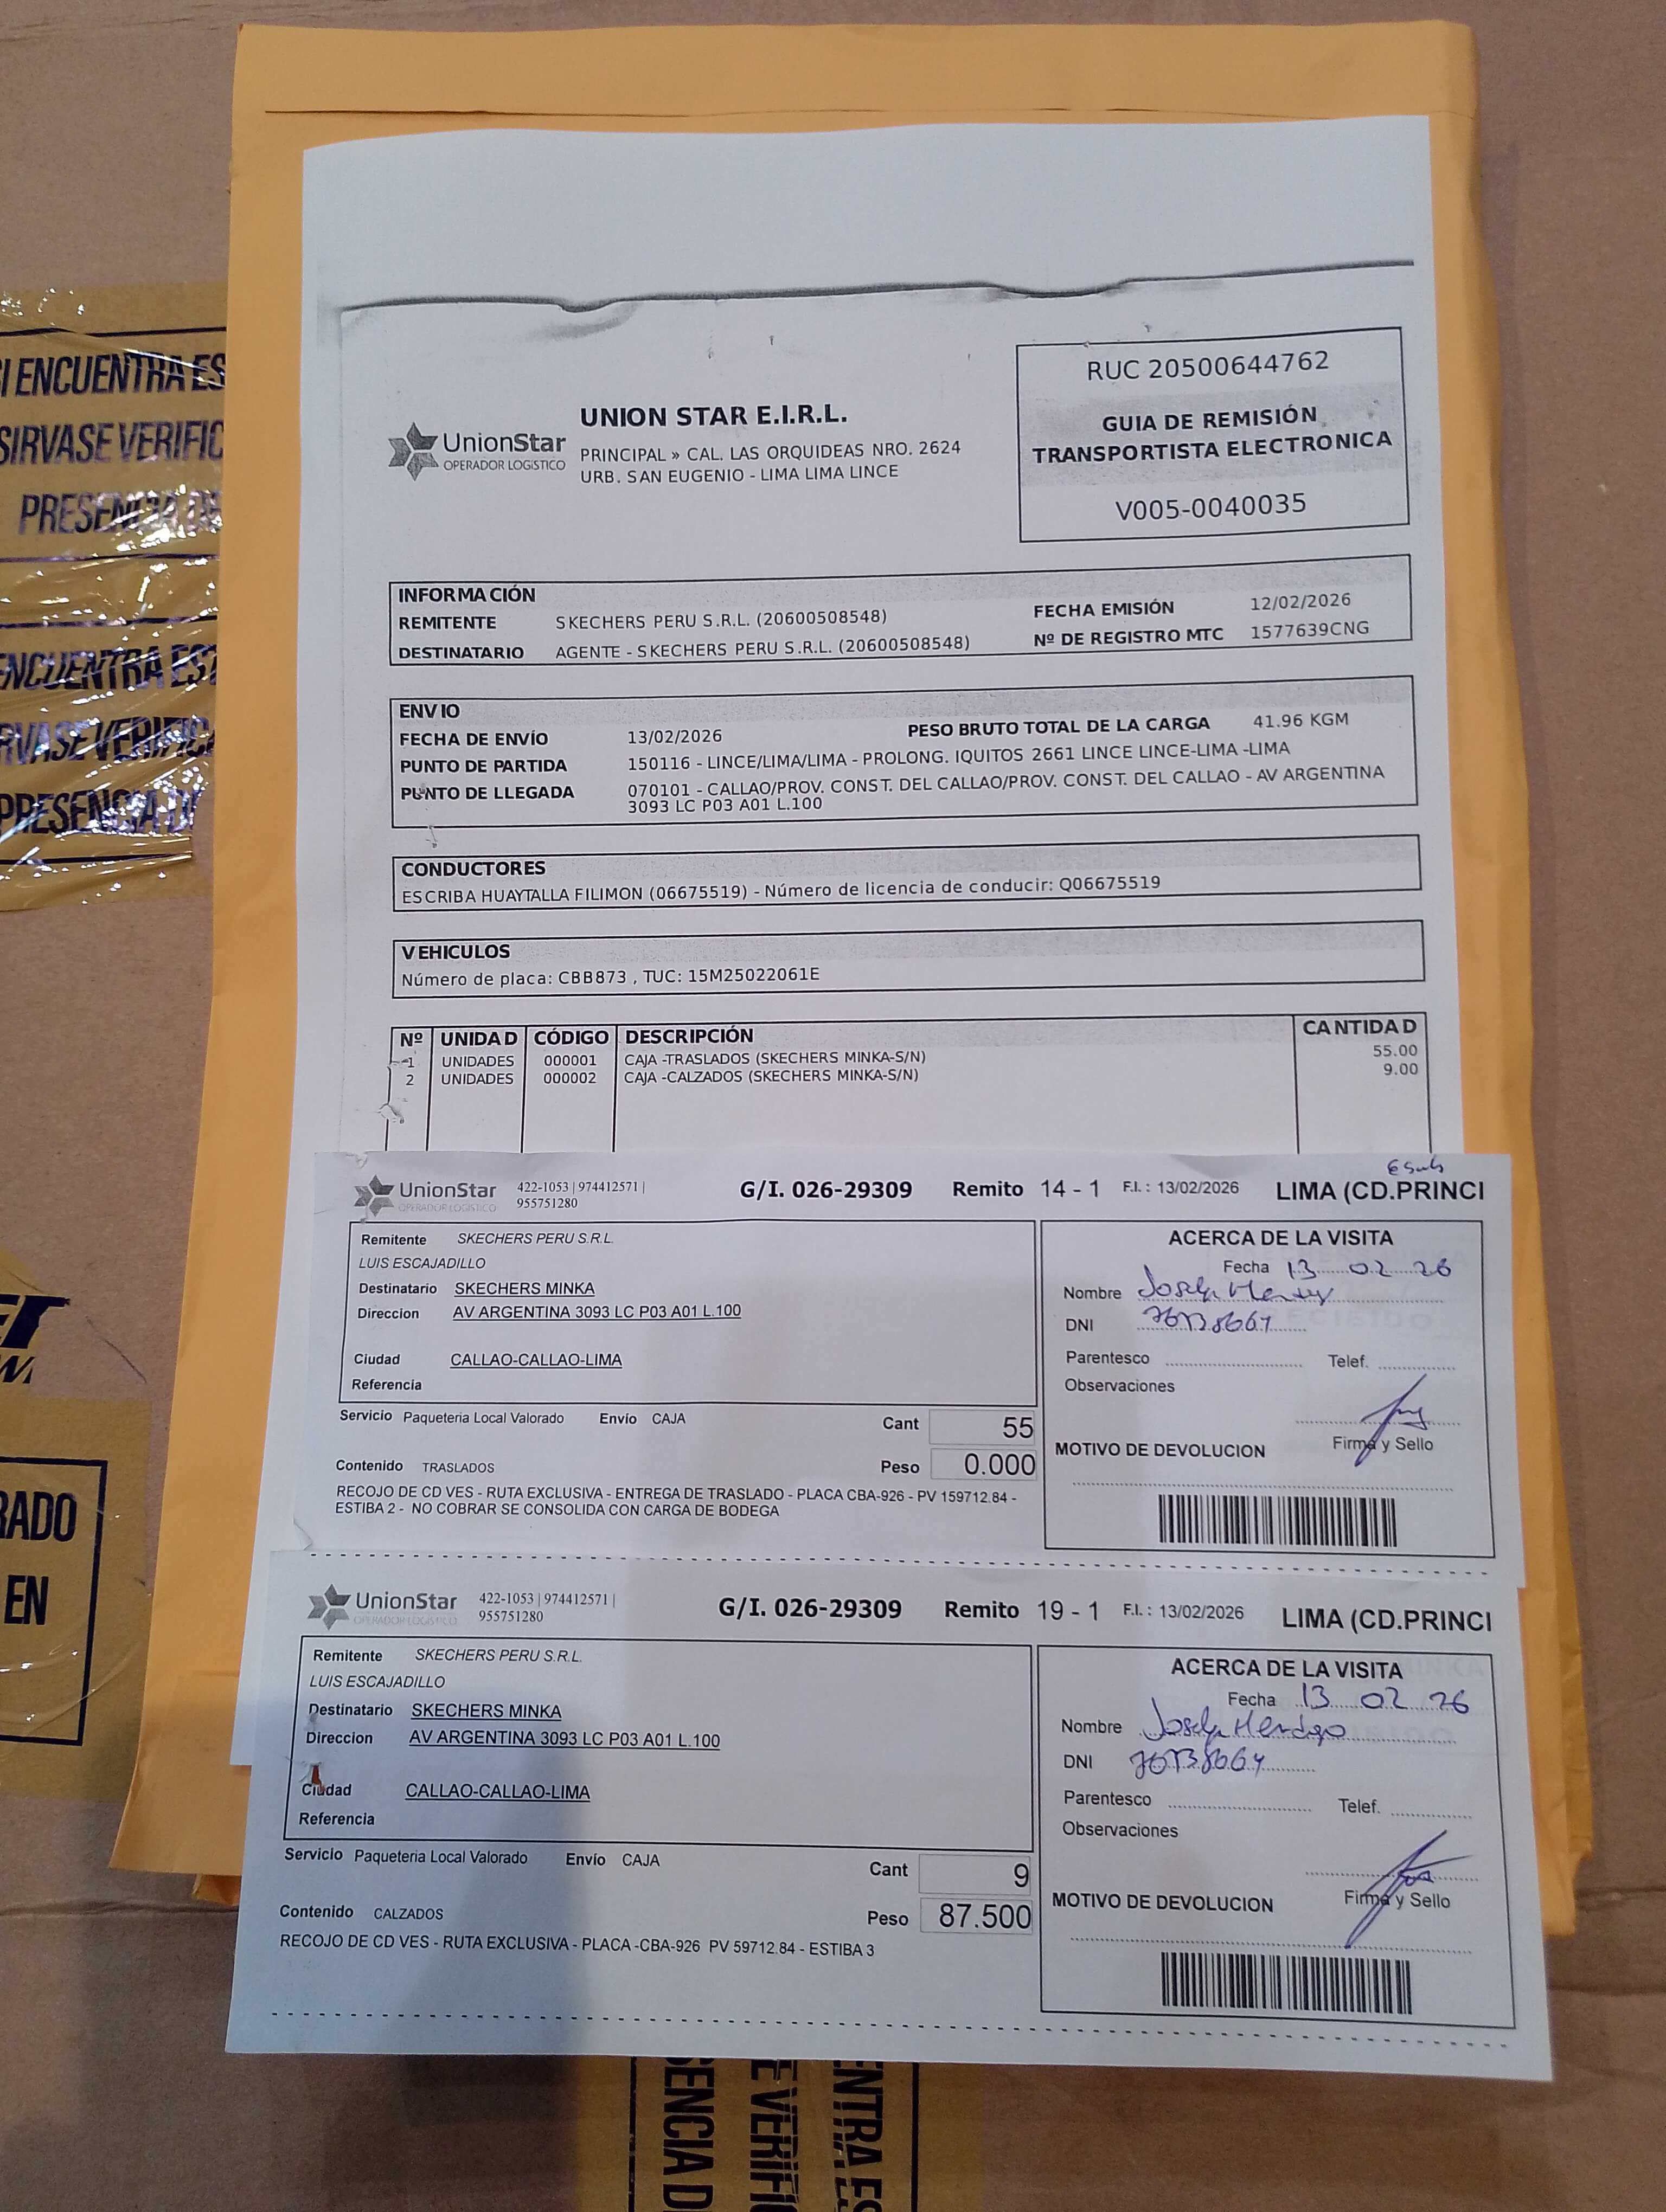 UnionStar
OPERADOR LOGíSTICO
UNION STAR E.I.R.L.
PRINCIPAL » CAL. LAS ORQUIDEAS NRO. 2624
URB. SAN EUGENIO - LIMA LIMA LINCE
RUC 20500644762
GUIA DE REMISIÓN
TRANSPORTISTA ELECTRONICA
V005-0040035
INFORMACIÓN
REMITENTE SKECHERS PERU S.R.L. (20600508548) FECHA EMISIÓN 12/02/2026
DESTINATARIO AGENTE - SKECHERS PERU S.R.L. (20600508548) Nº DE REGISTRO MTC 1577639CNG
ENVIO
FECHA DE ENVÍO 13/02/2026 PESO BRUTO TOTAL DE LA CARGA 41.96 KGM
PUNTO DE PARTIDA 150116 - LINCE/LIMA/LIMA - PROLONG. IQUITOS 2661 LINCE LINCE-LIMA -LIMA
PUNTO DE LLEGADA 070101 - CALLAO/PROV. CONST. DEL CALLAO/PROV. CONST. DEL CALLAO - AV ARGENTINA
3093 LC P03 A01 L.100
CONDUCTORES
ESCRIBA HUAYTALLA FILIMON (06675519) - Número de licencia de conducir: Q06675519
VEHICULOS
Número de placa: CBB873 , TUC: 15M25022061E
Nº UNIDAD CÓDIGO DESCRIPCIÓN CANTIDAD
1 UNIDADES 000001 CAJA -TRASLADOS (SKECHERS MINKA-S/N) 55.00
2 UNIDADES 000002 CAJA -CALZADOS (SKECHERS MINKA-S/N) 9.00
UnionStar
OPERADOR LOGÍSTICO
422-1053 | 974412571 |
955751280
G/I. 026-29309 Remito 14 - 1 F.I. : 13/02/2026 LIMA (CD.PRINCI
Remitente SKECHERS PERU S.R.L.
LUIS ESCAJADILLO
Destinatario SKECHERS MINKA
Direccion AV ARGENTINA 3093 LC P03 A01 L.100
Ciudad CALLAO-CALLAO-LIMA
Referencia
Servicio Paqueteria Local Valorado Envío CAJA Cant 55
Contenido TRASLADOS Peso 0.000
RECOJO DE CD VES - RUTA EXCLUSIVA - ENTREGA DE TRASLADO - PLACA CBA-926 - PV 159712.84 -
ESTIBA 2 - NO COBRAR SE CONSOLIDA CON CARGA DE BODEGA
ACERCA DE LA VISITA
Fecha 13 02 26
Nombre
DNI
Parentesco Telef.
Observaciones
Firma y Sello
MOTIVO DE DEVOLUCION
UnionStar
OPERADOR LOGÍSTICO
422-1053 | 974412571 |
955751280
G/I. 026-29309 Remito 19 - 1 F.I. : 13/02/2026 LIMA (CD.PRINCI
Remitente SKECHERS PERU S.R.L.
LUIS ESCAJADILLO
Destinatario SKECHERS MINKA
Direccion AV ARGENTINA 3093 LC P03 A01 L.100
Ciudad CALLAO-CALLAO-LIMA
Referencia
Servicio Paqueteria Local Valorado Envío CAJA Cant 9
Contenido CALZADOS Peso 87.500
RECOJO DE CD VES - RUTA EXCLUSIVA - PLACA -CBA-926 PV 59712.84 - ESTIBA 3
ACERCA DE LA VISITA
Fecha 13 02 26
Nombre
DNI
Parentesco Telef.
Observaciones
Firma y Sello
MOTIVO DE DEVOLUCION
I ENCUENTRA ES
SIRVASE VERIFIC
PRESENCIA D
ENCUENTRA EST
RVASE VERIFIC
PRESENCIA D
RADO
EN
ENTRA ES
E VERIFI
SENCIA D